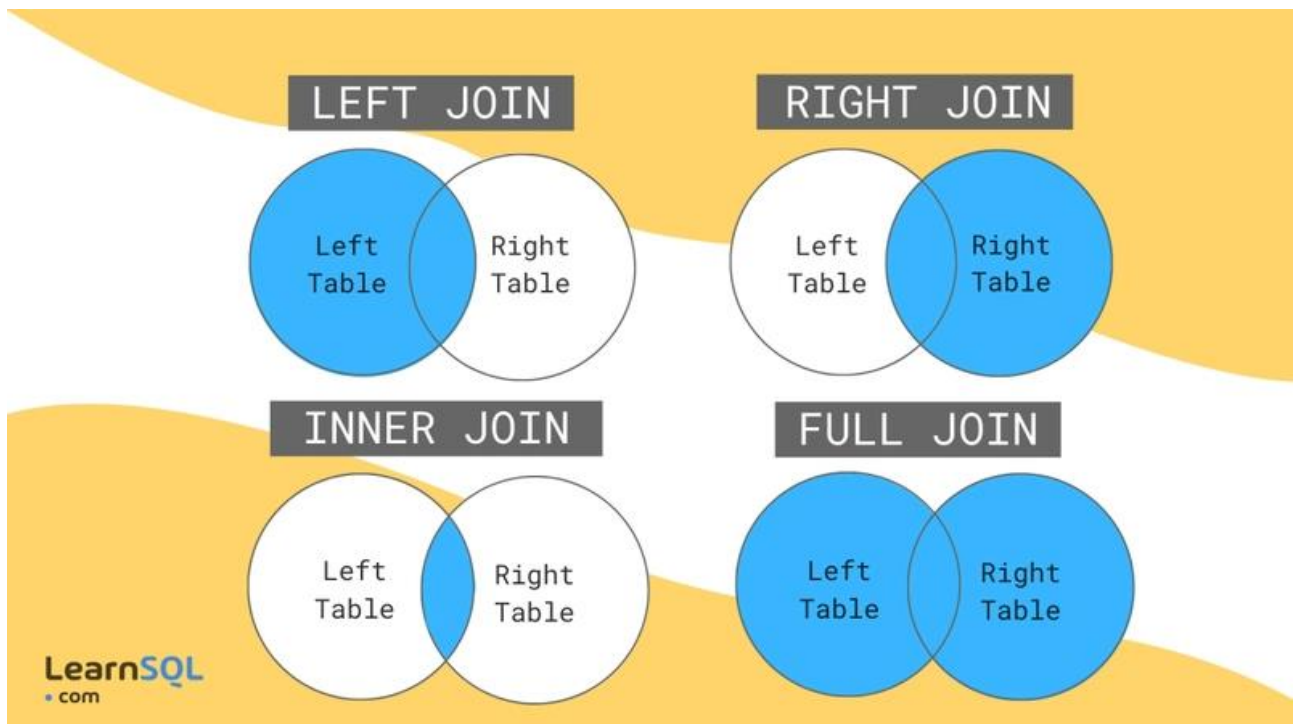 LEFT JOIN
Left
Table
Right
Table
RIGHT JOIN
Left
Table
Right
Table
INNER JOIN
Left
Table
Right
Table
FULL JOIN
Left
Table
Right
Table
LearnSQL
• com